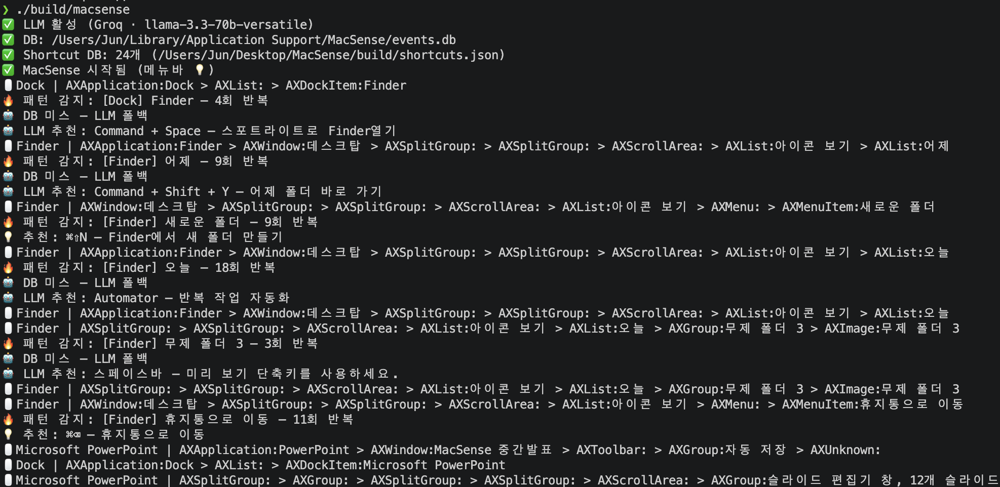 ❯ ./build/macsense
✅ LLM 활성 (Groq · llama-3.3-70b-versatile)
✅ DB: /Users/Jun/Library/Application Support/MacSense/events.db
✅ Shortcut DB: 24개 (/Users/Jun/Desktop/MacSense/build/shortcuts.json)
✅ MacSense 시작됨 (메뉴바 💡)
Dock | AXApplication:Dock > AXList: > AXDockItem:Finder
🔥 패턴 감지: [Dock] Finder — 4회 반복
🤖 DB 미스 — LLM 폴백
🤖 LLM 추천: Command + Space — 스포트라이트로 Finder열기
Finder | AXApplication:Finder > AXWindow:데스크탑 > AXSplitGroup: > AXSplitGroup: > AXScrollArea: > AXList:아이콘 보기 > AXList:어제
🔥 패턴 감지: [Finder] 어제 — 9회 반복
🤖 DB 미스 — LLM 폴백
🤖 LLM 추천: Command + Shift + Y — 어제 폴더 바로 가기
Finder | AXWindow:데스크탑 > AXSplitGroup: > AXSplitGroup: > AXScrollArea: > AXList:아이콘 보기 > AXMenu: > AXMenuItem:새로운 폴더
🔥 패턴 감지: [Finder] 새로운 폴더 — 9회 반복
💡 추천: ⌘⇧N — Finder에서 새 폴더 만들기
Finder | AXApplication:Finder > AXWindow:데스크탑 > AXSplitGroup: > AXSplitGroup: > AXScrollArea: > AXList:아이콘 보기 > AXList:오늘
🔥 패턴 감지: [Finder] 오늘 — 18회 반복
🤖 DB 미스 — LLM 폴백
🤖 LLM 추천: Automator — 반복 작업 자동화
Finder | AXApplication:Finder > AXWindow:데스크탑 > AXSplitGroup: > AXSplitGroup: > AXScrollArea: > AXList:아이콘 보기 > AXList:오늘
Finder | AXSplitGroup: > AXSplitGroup: > AXScrollArea: > AXList:아이콘 보기 > AXList:오늘 > AXGroup:무제 폴더 3 > AXImage:무제 폴더 3
🔥 패턴 감지: [Finder] 무제 폴더 3 — 3회 반복
🤖 DB 미스 — LLM 폴백
🤖 LLM 추천: 스페이스바 — 미리 보기 단축키를 사용하세요.
Finder | AXSplitGroup: > AXSplitGroup: > AXScrollArea: > AXList:아이콘 보기 > AXList:오늘 > AXGroup:무제 폴더 3 > AXImage:무제 폴더 3
Finder | AXWindow:데스크탑 > AXSplitGroup: > AXSplitGroup: > AXScrollArea: > AXList:아이콘 보기 > AXMenu: > AXMenuItem:휴지통으로 이동
🔥 패턴 감지: [Finder] 휴지통으로 이동 — 11회 반복
💡 추천: ⌘⌫ — 휴지통으로 이동
Microsoft PowerPoint | AXApplication:PowerPoint > AXWindow:MacSense 중간발표 > AXToolbar: > AXGroup:자동 저장 > AXUnknown:
Dock | AXApplication:Dock > AXList: > AXDockItem:Microsoft PowerPoint
Microsoft PowerPoint | AXSplitGroup: > AXGroup: > AXSplitGroup: > AXSplitGroup: > AXScrollArea: > AXGroup:슬라이드 편집기 창, 12개 슬라이드